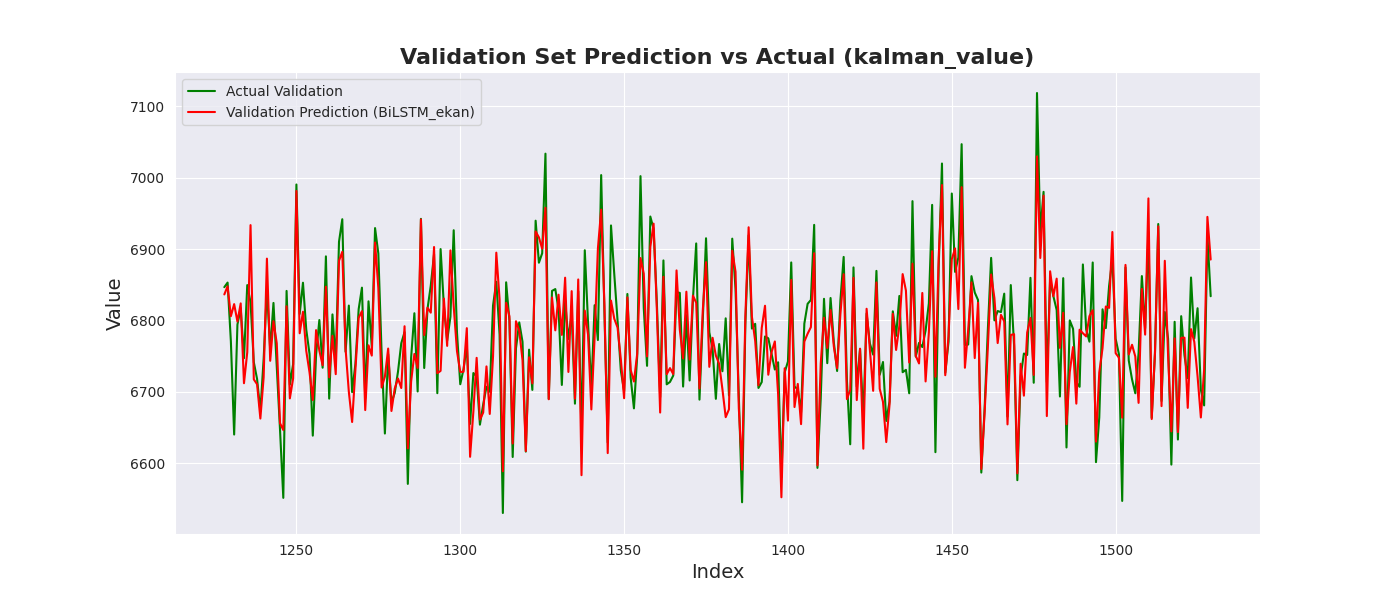 Validation Set Prediction vs Actual (kalman_value)
Actual Validation
Validation Prediction (BiLSTM_ekan)
7100
7000
6900
6800
6700
6600
Value
1250 1300 1350 1400 1450 1500
Index